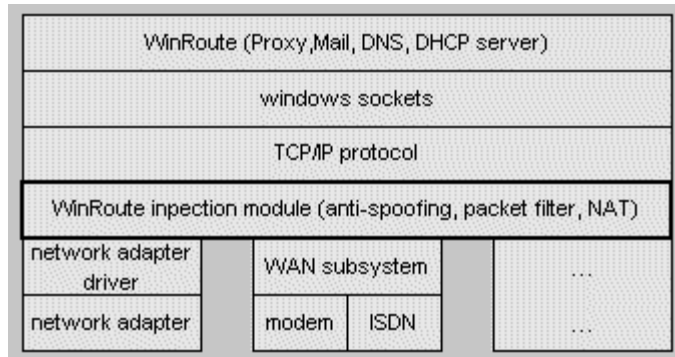 WinRoute (Proxy,Mail, DNS, DHCP server)
windows sockets
TCP/IP protocol
WinRoute inpection module (anti-spoofing, packet filter, NAT)
network adapter
driver
WAN subsystem
...
network adapter
modem
ISDN
...